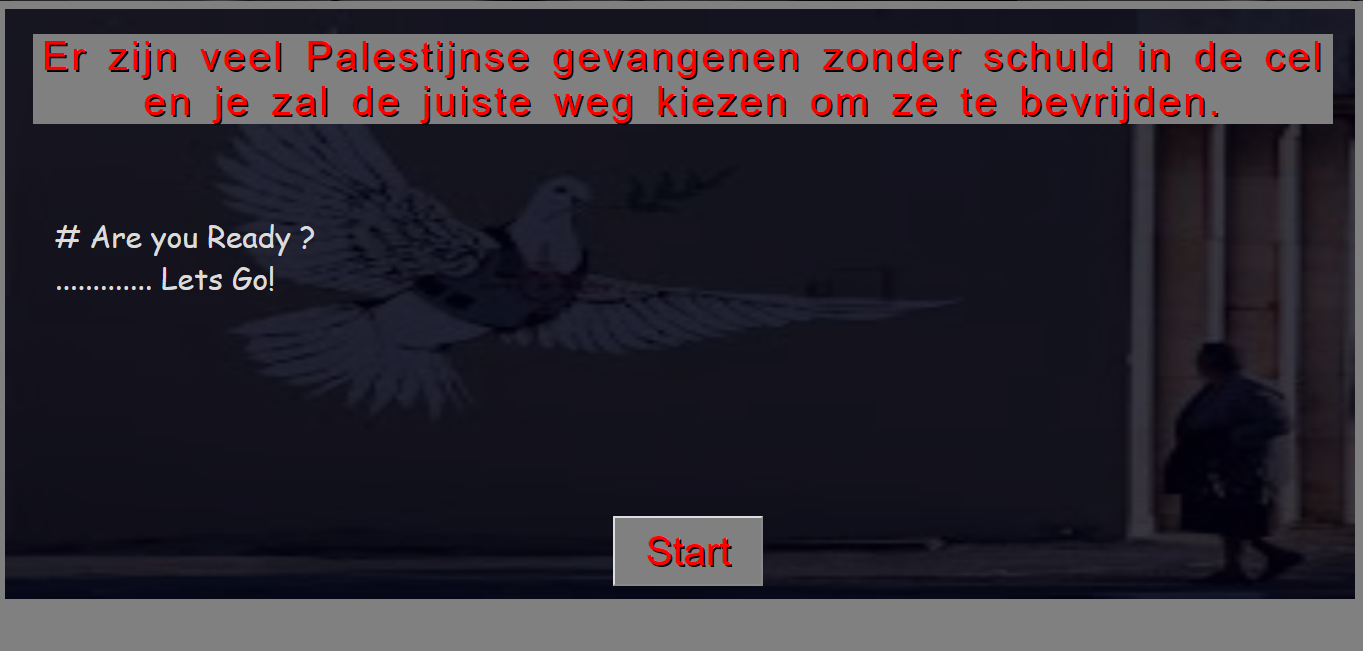 Er zijn veel Palestijnse gevangenen zonder schuld in de cel
en je zal de juiste weg kiezen om ze te bevrijden.
# Are you Ready ?
............. Lets Go!
Start